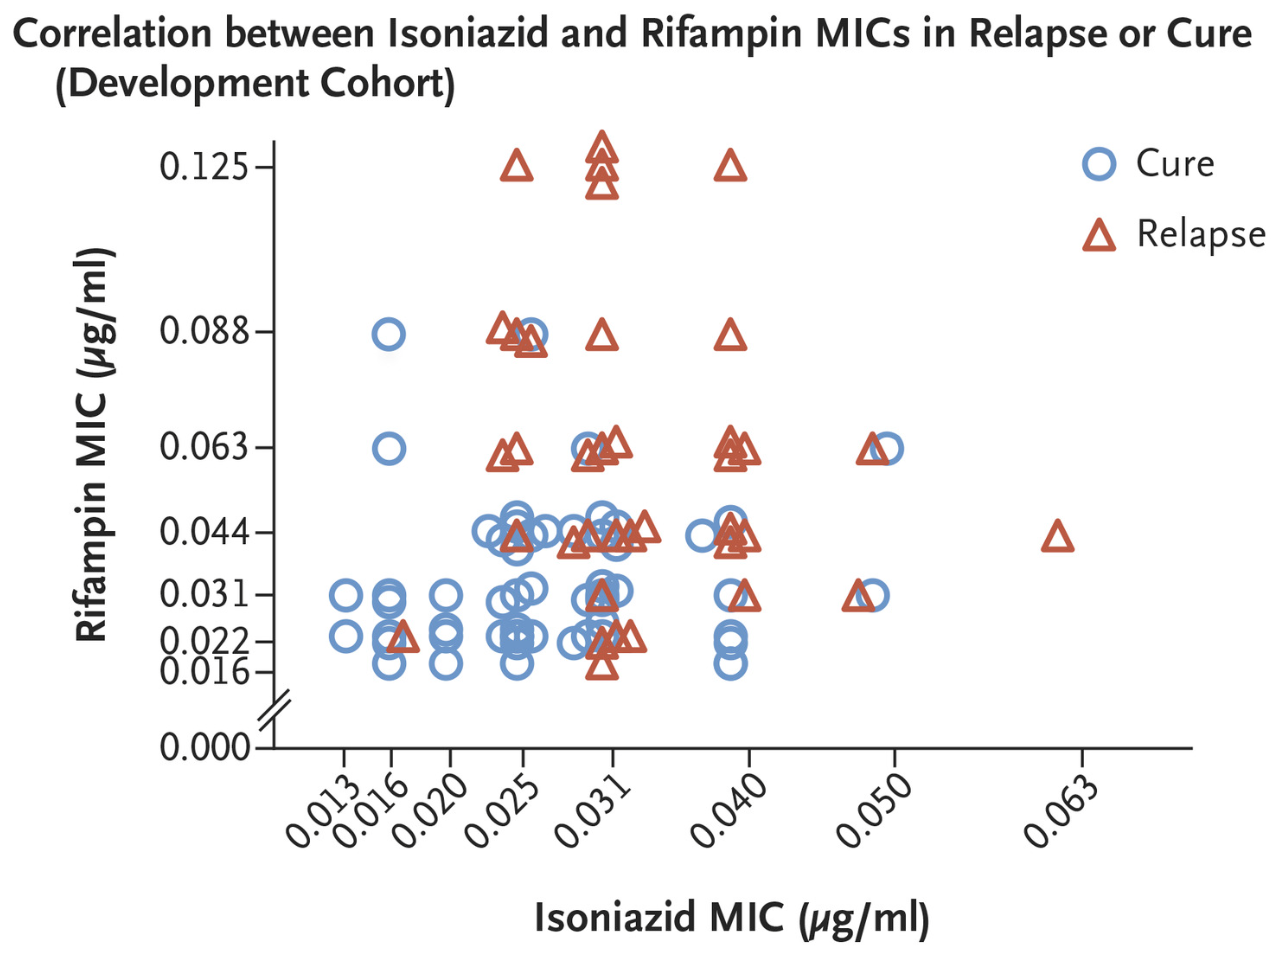 Correlation between Isoniazid and Rifampin MICs in Relapse or Cure
(Development Cohort)
Cure
Relapse
Rifampin MIC (µg/ml)
0.125
0.088
0.063
0.044
0.031
0.022
0.016
0.000
0.013
0.016
0.020
0.025
0.031
0.040
0.050
0.063
Isoniazid MIC (µg/ml)